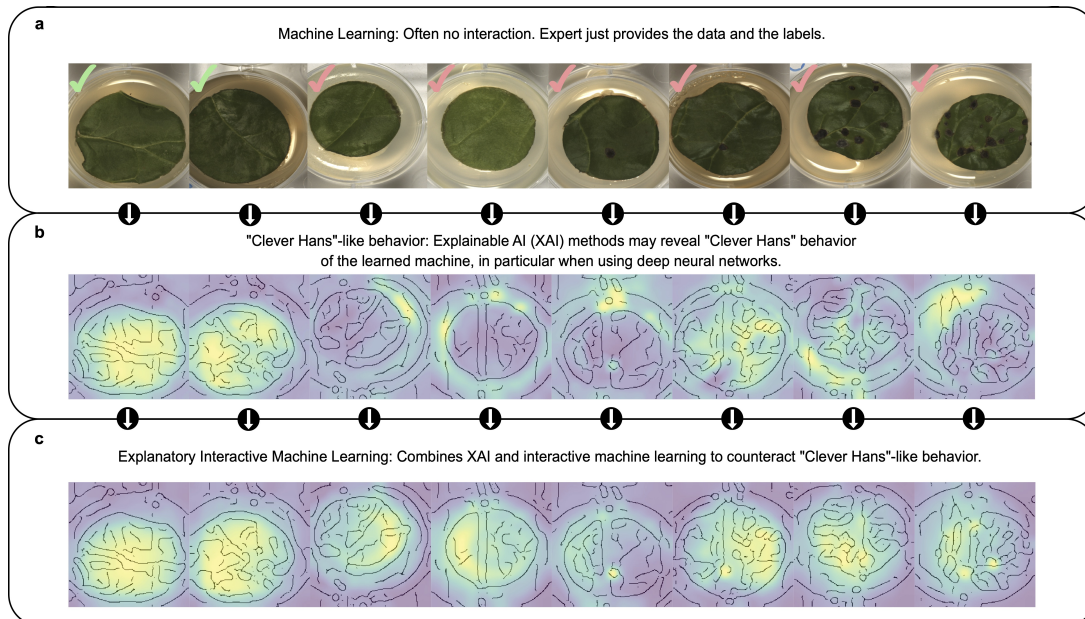 a
Machine Learning: Often no interaction. Expert just provides the data and the labels.
b
"Clever Hans"-like behavior: Explainable AI (XAI) methods may reveal "Clever Hans" behavior
of the learned machine, in particular when using deep neural networks.
c
Explanatory Interactive Machine Learning: Combines XAI and interactive machine learning to counteract "Clever Hans"-like behavior.